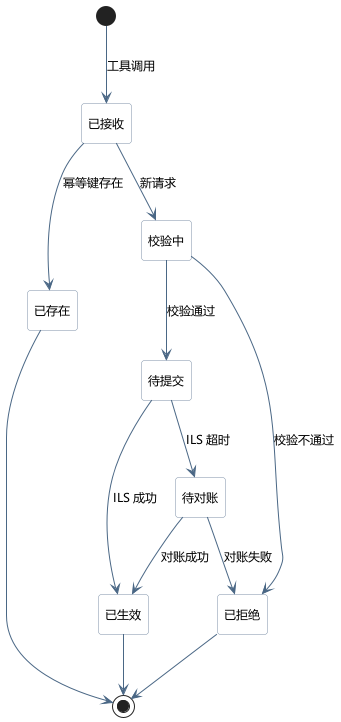 工具调用
已接收
幂等键存在
新请求
校验中
已存在
校验通过
待提交
ILS 超时
校验不通过
待对账
ILS 成功
对账成功
对账失败
已生效
已拒绝